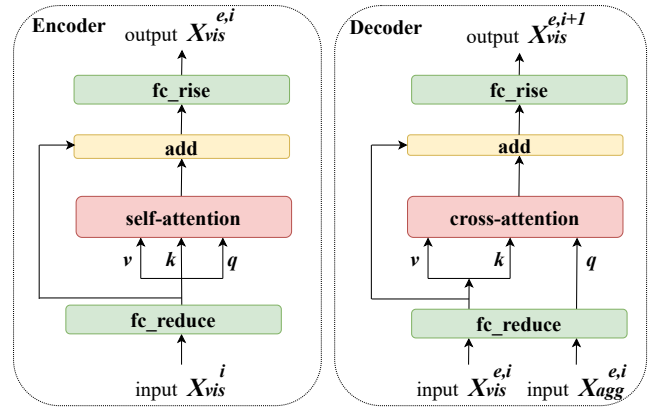 Encoder
output X_vis^{e,i}
fc_rise
add
self-attention
v k q
fc_reduce
input X_vis^i
Decoder
output X_vis^{e,i+1}
fc_rise
add
cross-attention
v k q
fc_reduce
input X_vis^{e,i} input X_agg^{e,i}